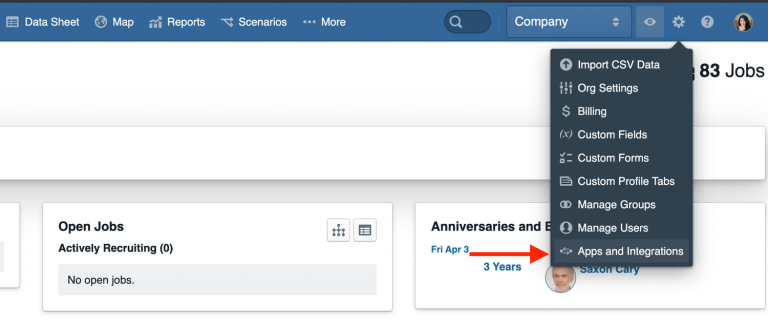 Data Sheet Map Reports Scenarios More Company
83 Jobs
Import CSV Data
Org Settings
Billing
(x) Custom Fields
Custom Forms
Custom Profile Tabs
Manage Groups
Manage Users
Apps and Integrations
Open Jobs
Actively Recruiting (0)
No open jobs.
Anniversaries and
Fri Apr 3
3 Years
Saxon Cary